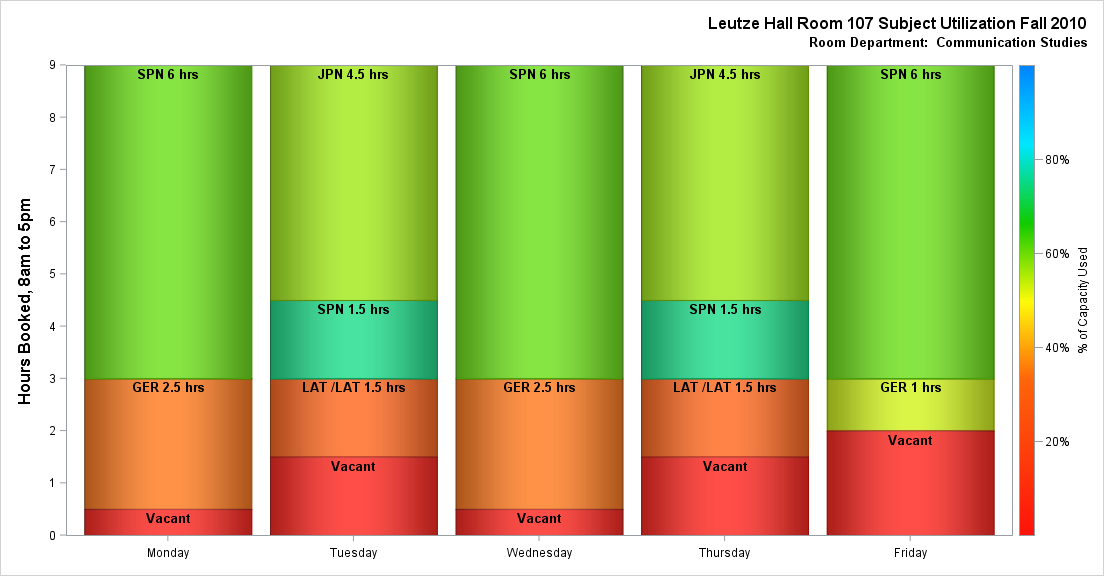 Leutze Hall Room 107 Subject Utilization Fall 2010
Room Department:  Communication Studies
Hours Booked, 8am to 5pm
9
8
7
6
5
4
3
2
1
0
SPN 6 hrs
GER 2.5 hrs
Vacant
JPN 4.5 hrs
SPN 1.5 hrs
LAT /LAT 1.5 hrs
Vacant
SPN 6 hrs
GER 2.5 hrs
Vacant
JPN 4.5 hrs
SPN 1.5 hrs
LAT /LAT 1.5 hrs
Vacant
SPN 6 hrs
GER 1 hrs
Vacant
Monday Tuesday Wednesday Thursday Friday
80%
60%
40%
20%
% of Capacity Used